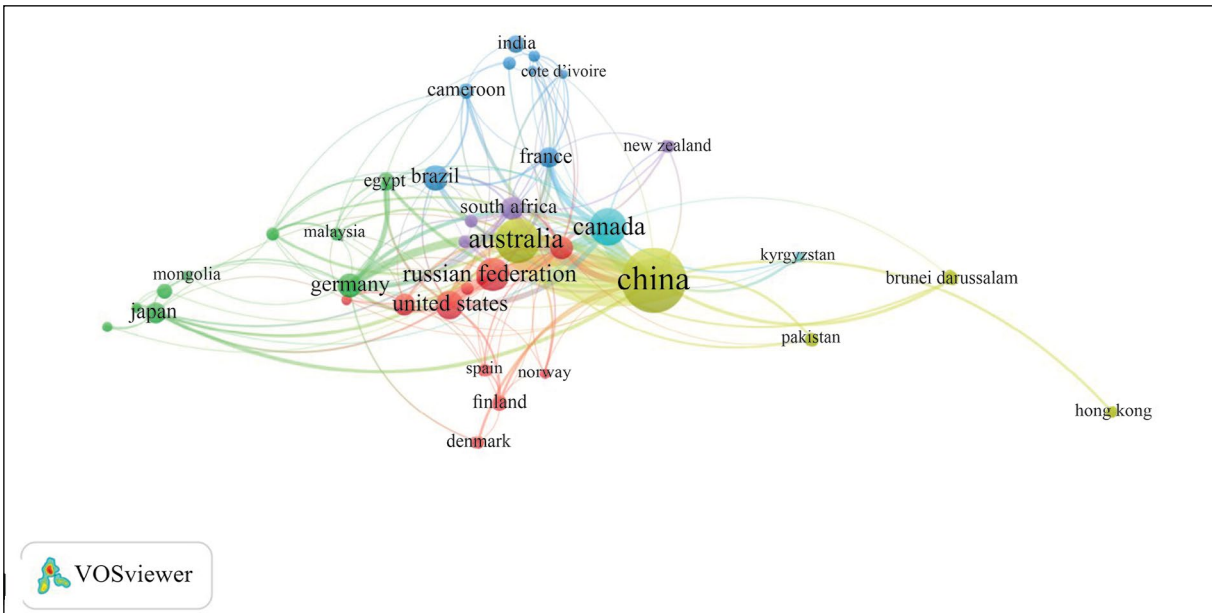 india
cote d'ivoire
cameroon
new zealand
france
brazil
egypt
south africa
canada
malaysia
australia
kyrgyzstan
mongolia
russian federation
china
brunei darussalam
germany
united states
japan
pakistan
spain
norway
finland
hong kong
denmark
VOSviewer